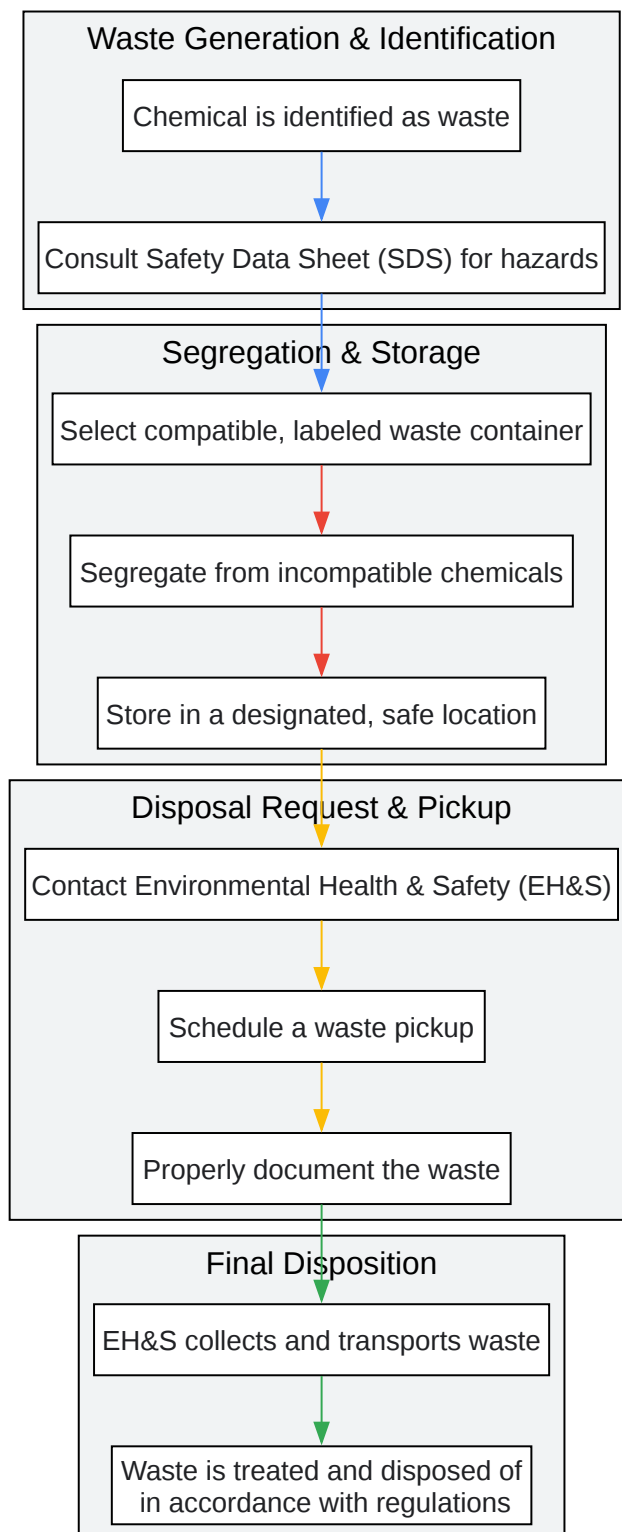 Waste Generation & Identification
Chemical is identified as waste
Consult Safety Data Sheet (SDS) for hazards
Segregation & Storage
Select compatible, labeled waste container
Segregate from incompatible chemicals
Store in a designated, safe location
Disposal Request & Pickup
Contact Environmental Health & Safety (EH&S)
Schedule a waste pickup
Properly document the waste
Final Disposition
EH&S collects and transports waste
Waste is treated and disposed of
in accordance with regulations